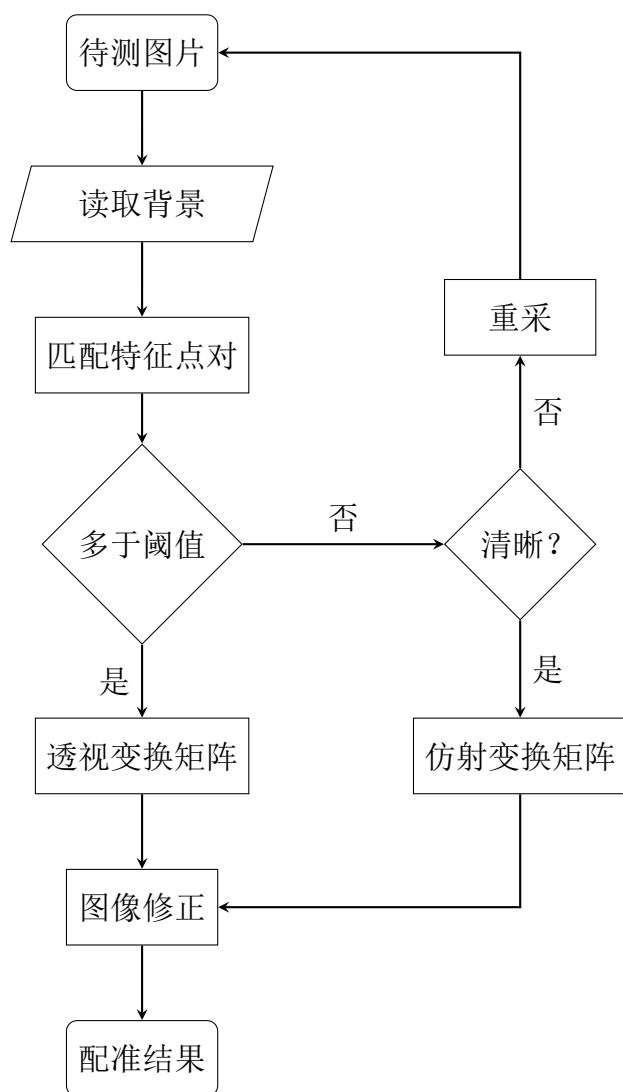 待测图片
读取背景
重采
匹配特征点对
否
多于阈值
否
清晰？
是
是
透视变换矩阵
仿射变换矩阵
图像修正
配准结果